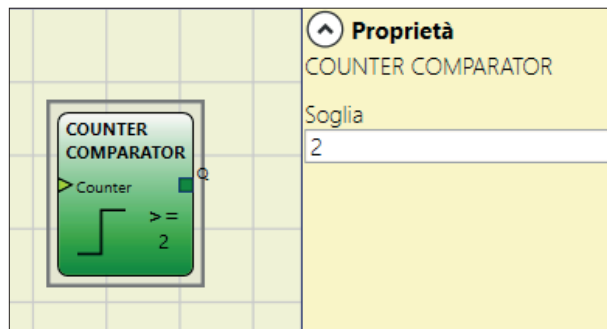 COUNTER
COMPARATOR
Counter
Q
>=
2
Proprietà
COUNTER COMPARATOR
Soglia
2